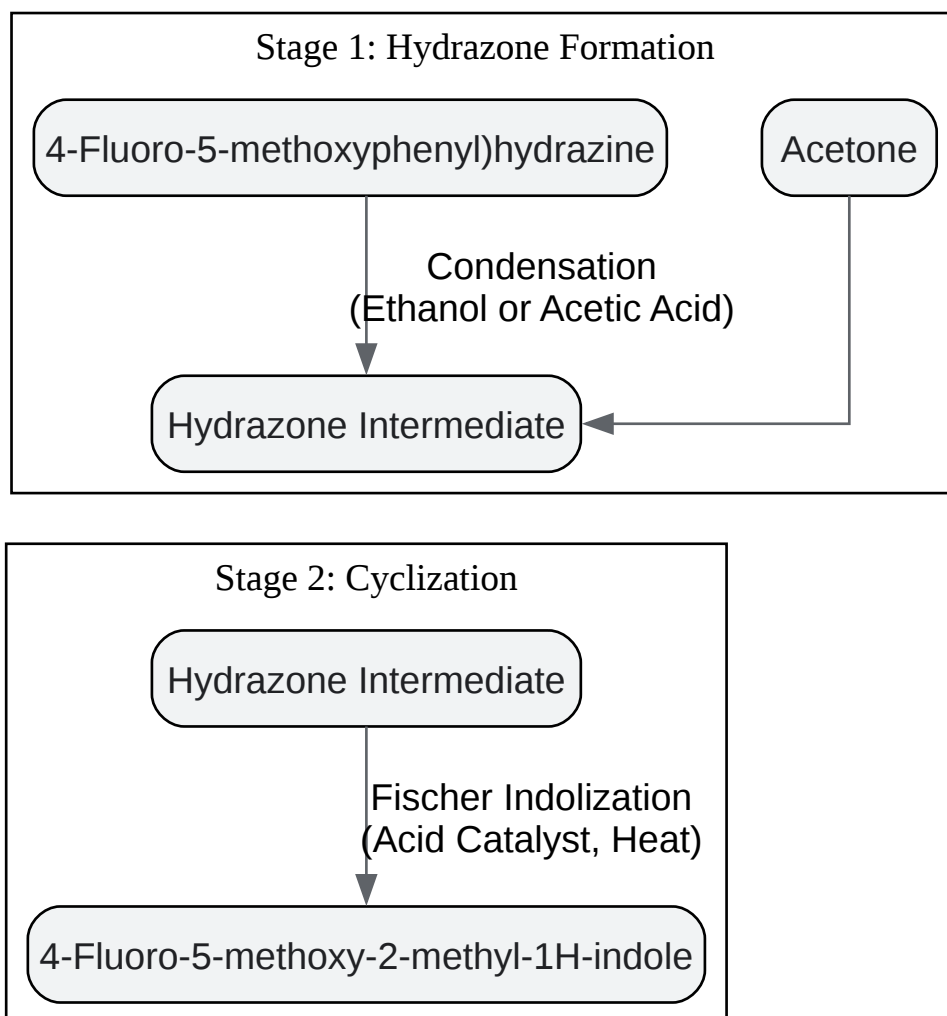 Stage 1: Hydrazone Formation
4-Fluoro-5-methoxyphenyl)hydrazine
Acetone
Condensation
(Ethanol or Acetic Acid)
Hydrazone Intermediate
Stage 2: Cyclization
Hydrazone Intermediate
Fischer Indolization
(Acid Catalyst, Heat)
4-Fluoro-5-methoxy-2-methyl-1H-indole